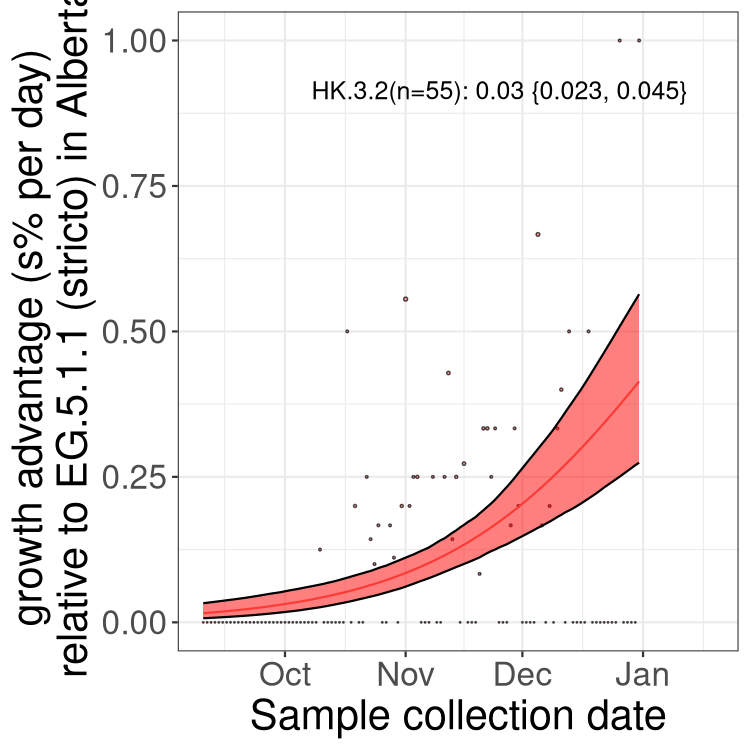 growth advantage (s% per day)
relative to EG.5.1.1 (stricto) in Alberta
1.00
0.75
0.50
0.25
0.00
HK.3.2(n=55): 0.03 {0.023, 0.045}
Oct Nov Dec Jan
Sample collection date